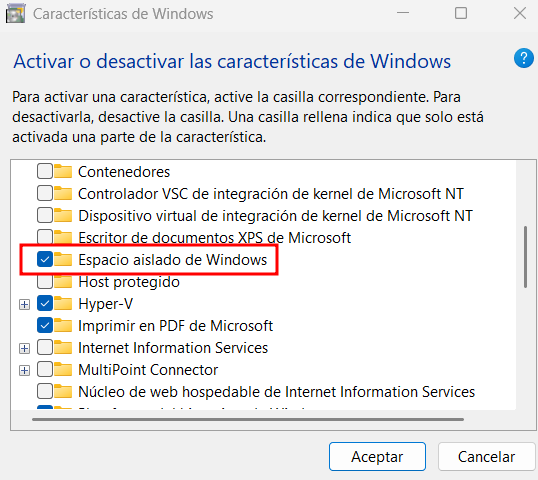 Características de Windows
Activar o desactivar las características de Windows
?
Para activar una característica, active la casilla correspondiente. Para
desactivarla, desactive la casilla. Una casilla rellena indica que solo está
activada una parte de la característica.
Contenedores
Controlador VSC de integración de kernel de Microsoft NT
Dispositivo virtual de integración de kernel de Microsoft NT
Escritor de documentos XPS de Microsoft
Espacio aislado de Windows
Host protegido
Hyper-V
Imprimir en PDF de Microsoft
Internet Information Services
MultiPoint Connector
Núcleo de web hospedable de Internet Information Services
Aceptar
Cancelar